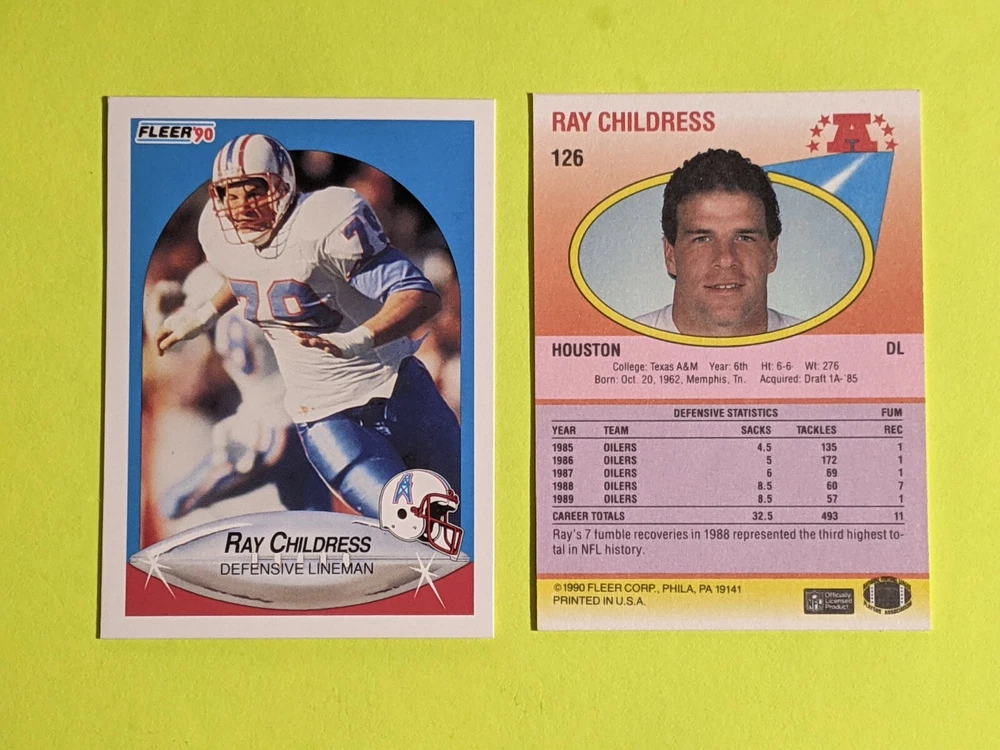 FLEER '90
79
79
RAY CHILDRESS
DEFENSIVE LINEMAN
RAY CHILDRESS
126
A
HOUSTON DL
College: Texas A&M Year: 6th Ht: 6-6 Wt: 276
Born: Oct. 20, 1962, Memphis, Tn. Acquired: Draft 1A-'85
DEFENSIVE STATISTICS FUM
YEAR TEAM SACKS TACKLES REC
1985 OILERS 4.5 135 1
1986 OILERS 5 172 1
1987 OILERS 6 69 1
1988 OILERS 8.5 60 7
1989 OILERS 8.5 57 1
CAREER TOTALS 32.5 493 11
Ray's 7 fumble recoveries in 1988 represented the third highest to-
tal in NFL history.
©1990 FLEER CORP., PHILA, PA 19141
PRINTED IN U.S.A.
Officially
Licensed
Product